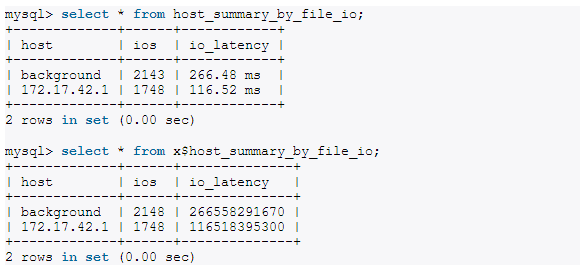 mysql> select * from host_summary_by_file_io;
+------------+------+------------+
| host       | ios  | io_latency |
+------------+------+------------+
| background | 2143 | 266.48 ms  |
| 172.17.42.1 | 1748 | 116.52 ms  |
+------------+------+------------+
2 rows in set (0.00 sec)
mysql> select * from x$host_summary_by_file_io;
+------------+------+--------------+
| host       | ios  | io_latency   |
+------------+------+--------------+
| background | 2148 | 266558291670 |
| 172.17.42.1 | 1748 | 116518395300 |
+------------+------+--------------+
2 rows in set (0.00 sec)